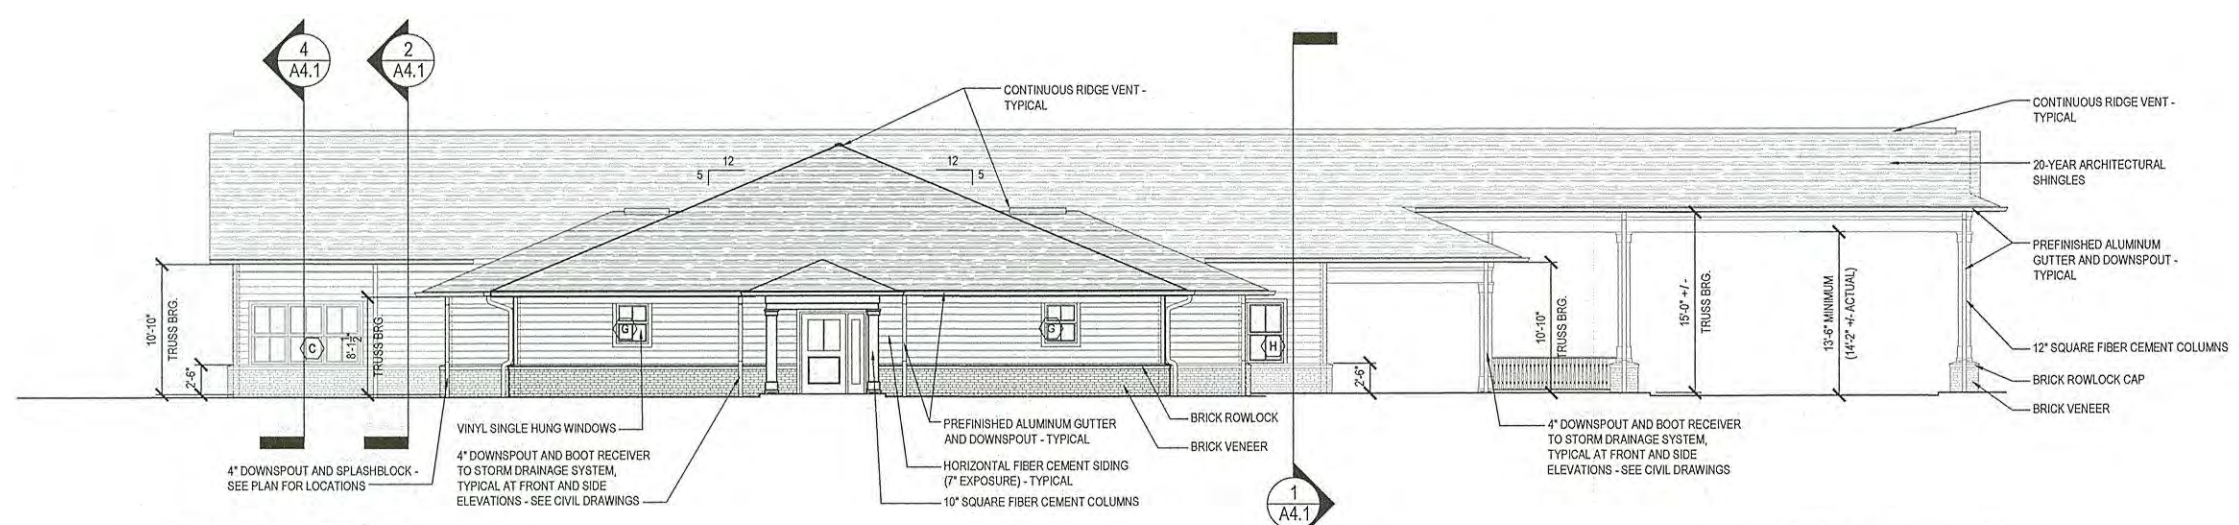 4
A4.1
2
A4.1
1
A4.1
CONTINUOUS RIDGE VENT -
TYPICAL
CONTINUOUS RIDGE VENT -
TYPICAL
20-YEAR ARCHITECTURAL
SHINGLES
12
5
12
5
PREFINISHED ALUMINUM
GUTTER AND DOWNSPOUT -
TYPICAL
12" SQUARE FIBER CEMENT COLUMNS
BRICK ROWLOCK CAP
BRICK VENEER
10'-10"
TRUSS BRG.
2'-6"
C
8'-1 1/2"
TRUSS BRG.
G
G
H
2'-6"
10'-10"
TRUSS BRG.
15'-0" +/-
TRUSS BRG.
13'-6" MINIMUM
(14'-2" +/- ACTUAL)
4" DOWNSPOUT AND SPLASHBLOCK -
SEE PLAN FOR LOCATIONS
VINYL SINGLE HUNG WINDOWS
4" DOWNSPOUT AND BOOT RECEIVER
TO STORM DRAINAGE SYSTEM,
TYPICAL AT FRONT AND SIDE
ELEVATIONS - SEE CIVIL DRAWINGS
PREFINISHED ALUMINUM GUTTER
AND DOWNSPOUT - TYPICAL
HORIZONTAL FIBER CEMENT SIDING
(7" EXPOSURE) - TYPICAL
10" SQUARE FIBER CEMENT COLUMNS
BRICK ROWLOCK
BRICK VENEER
4" DOWNSPOUT AND BOOT RECEIVER
TO STORM DRAINAGE SYSTEM,
TYPICAL AT FRONT AND SIDE
ELEVATIONS - SEE CIVIL DRAWINGS